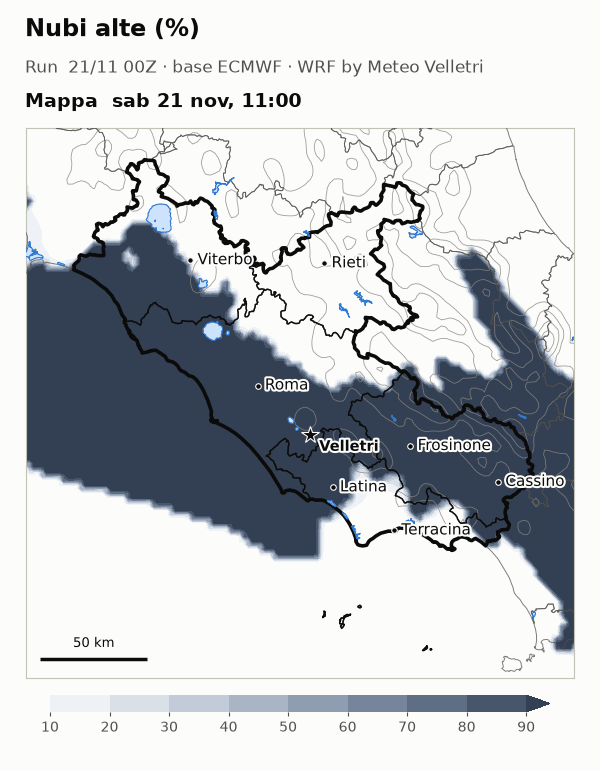 Nubi alte (%)
Run  21/11 00Z · base ECMWF · WRF by Meteo Velletri
Mappa  sab 21 nov, 11:00
Viterbo
Rieti
Roma
Velletri
Frosinone
Cassino
Latina
Terracina
50 km
10 20 30 40 50 60 70 80 90